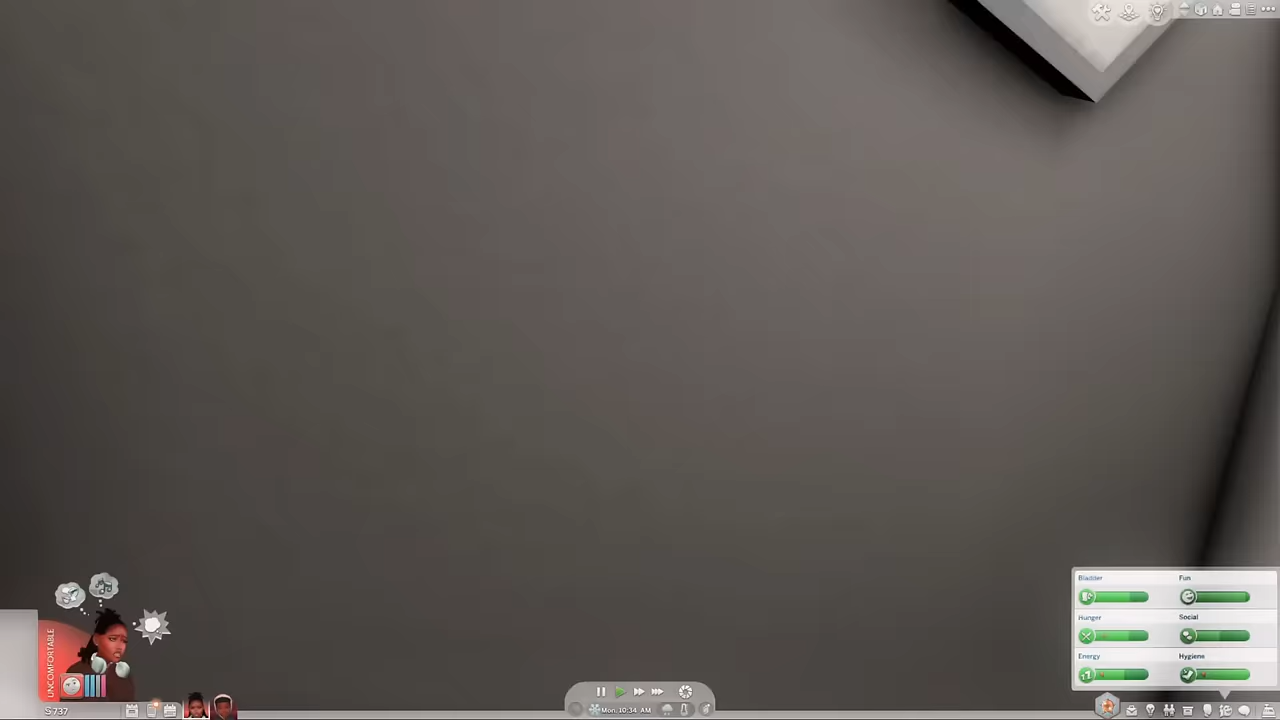 Bladder
Fun
Hunger
Social
Energy
Hygiene
UNCOMFORTABLE
§737
Mon. 10:34 AM